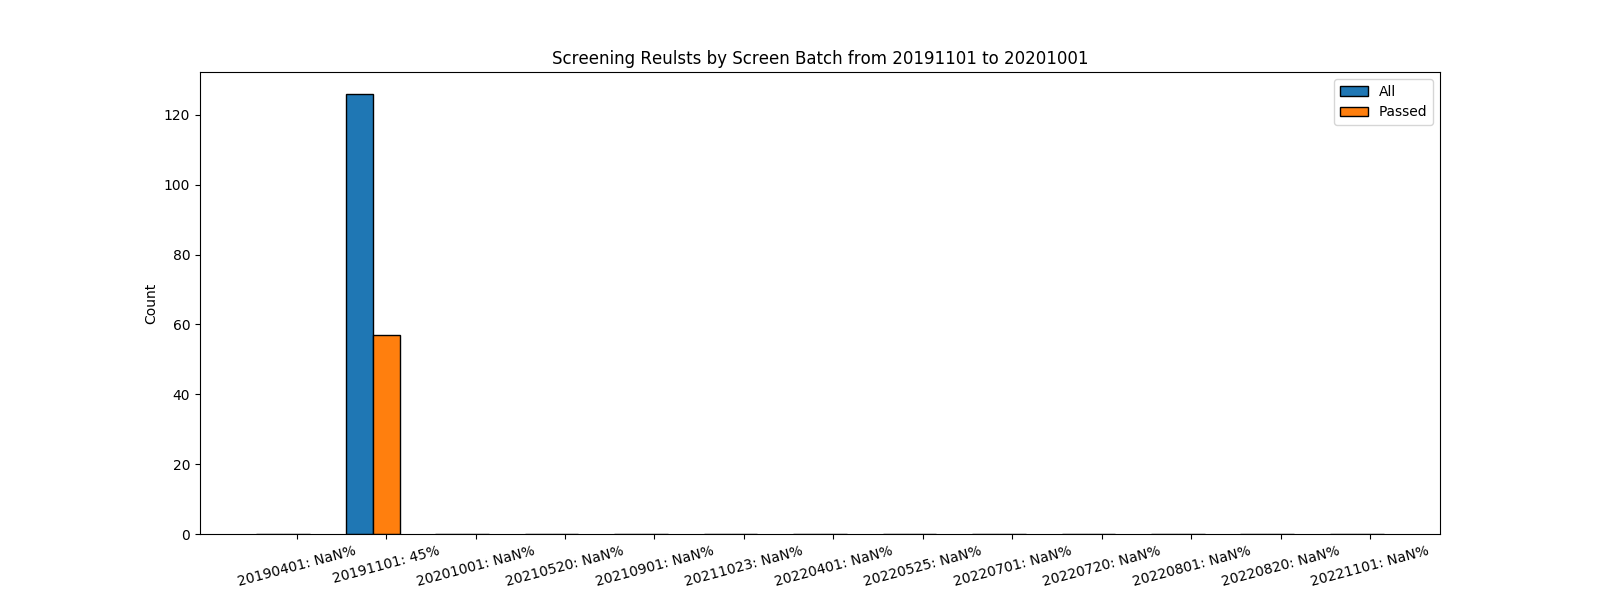 Screening Reulsts by Screen Batch from 20191101 to 20201001
All
Passed
Count
120
100
80
60
40
20
0
20190401: NaN%
20191101: 45%
20201001: NaN%
20210520: NaN%
20210901: NaN%
20211023: NaN%
20220401: NaN%
20220525: NaN%
20220701: NaN%
20220720: NaN%
20220801: NaN%
20220820: NaN%
20221101: NaN%